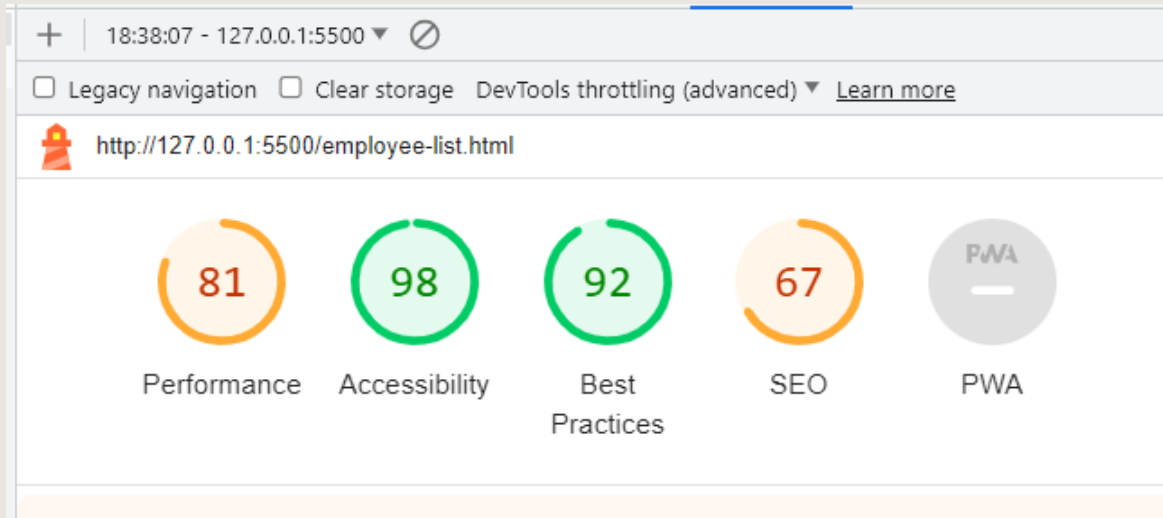 18:38:07 - 127.0.0.1:5500
Legacy navigation Clear storage DevTools throttling (advanced) Learn more
http://127.0.0.1:5500/employee-list.html
81 98 92 67 PWA
Performance Accessibility Best Practices SEO PWA